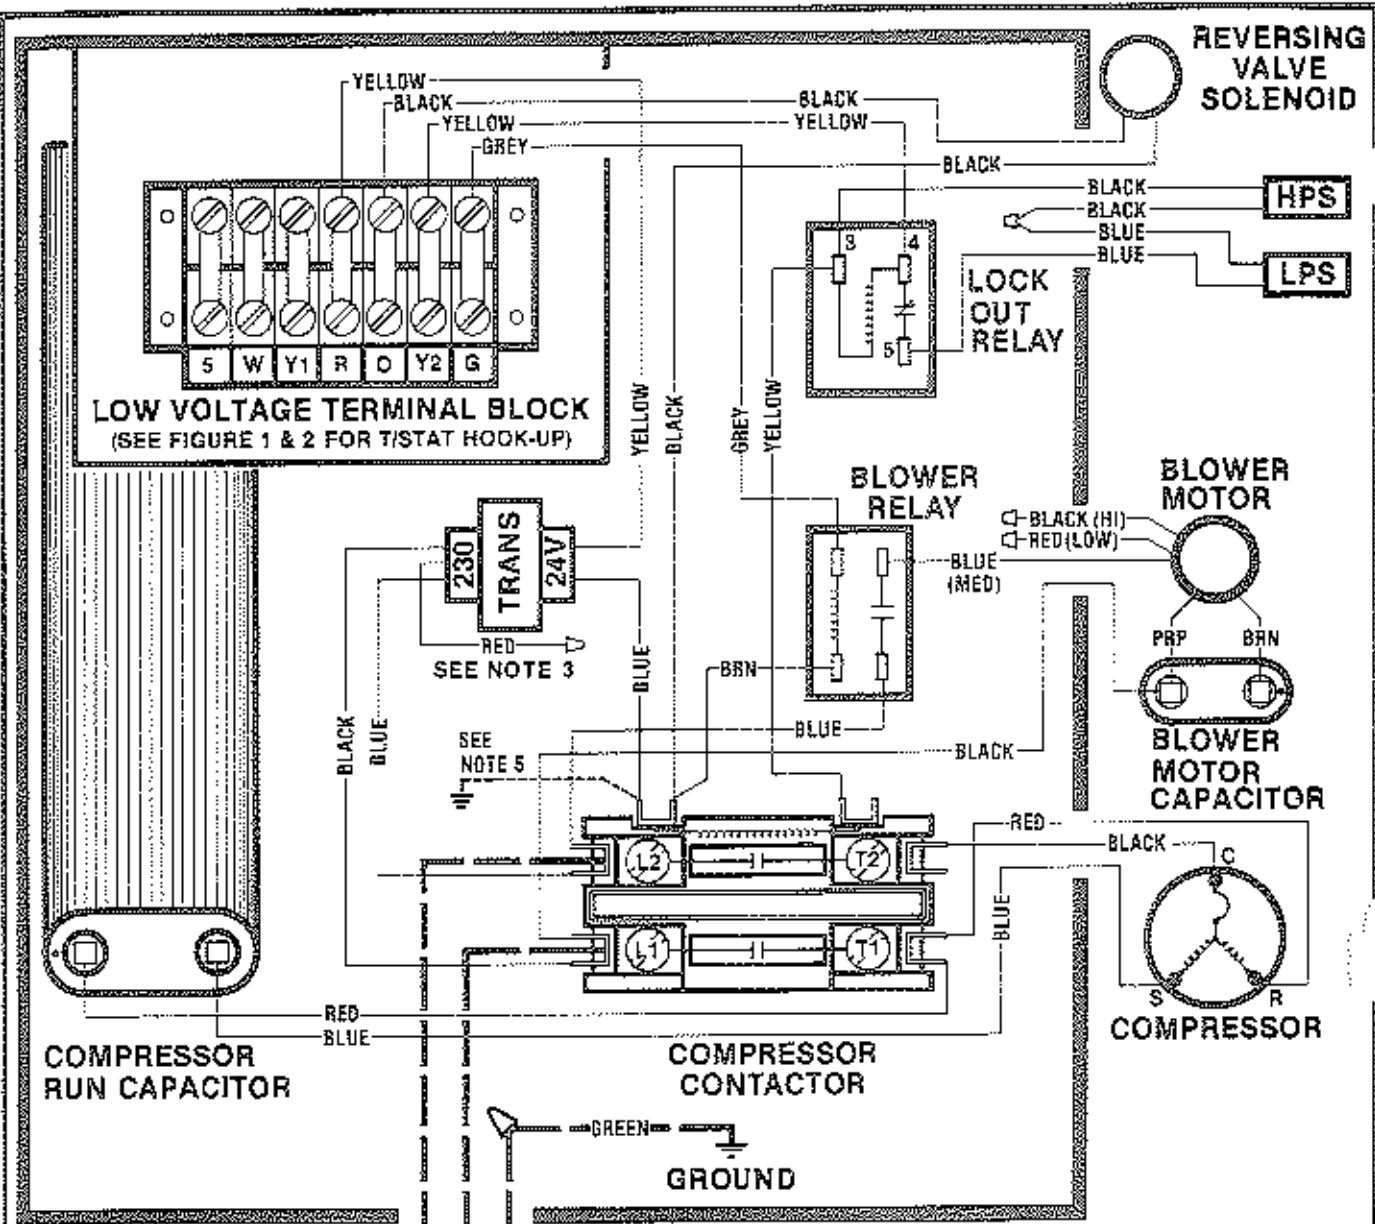 REVERSING
VALVE
SOLENOID
YELLOW
BLACK
BLACK
YELLOW
YELLOW
GREY
BLACK
BLACK
HPS
BLACK
BLUE
BLUE
LPS
3
4
5
LOCK
OUT
RELAY
5 W Y1 R O Y2 G
LOW VOLTAGE TERMINAL BLOCK
(SEE FIGURE 1 & 2 FOR T/STAT HOOK-UP)
YELLOW
BLACK
GREY
YELLOW
BLOWER
RELAY
BLOWER
MOTOR
BLACK (HI)
RED (LOW)
BLUE
(MED)
230
TRANS
24V
RED
SEE NOTE 3
BLUE
BRN
PRP
BRN
BLACK
BLUE
SEE
NOTE 5
BLUE
BLACK
BLOWER
MOTOR
CAPACITOR
RED
BLACK
L2
T2
C
L1
T1
BLUE
S
R
COMPRESSOR
RED
BLUE
COMPRESSOR
RUN CAPACITOR
COMPRESSOR
CONTACTOR
GREEN
GROUND